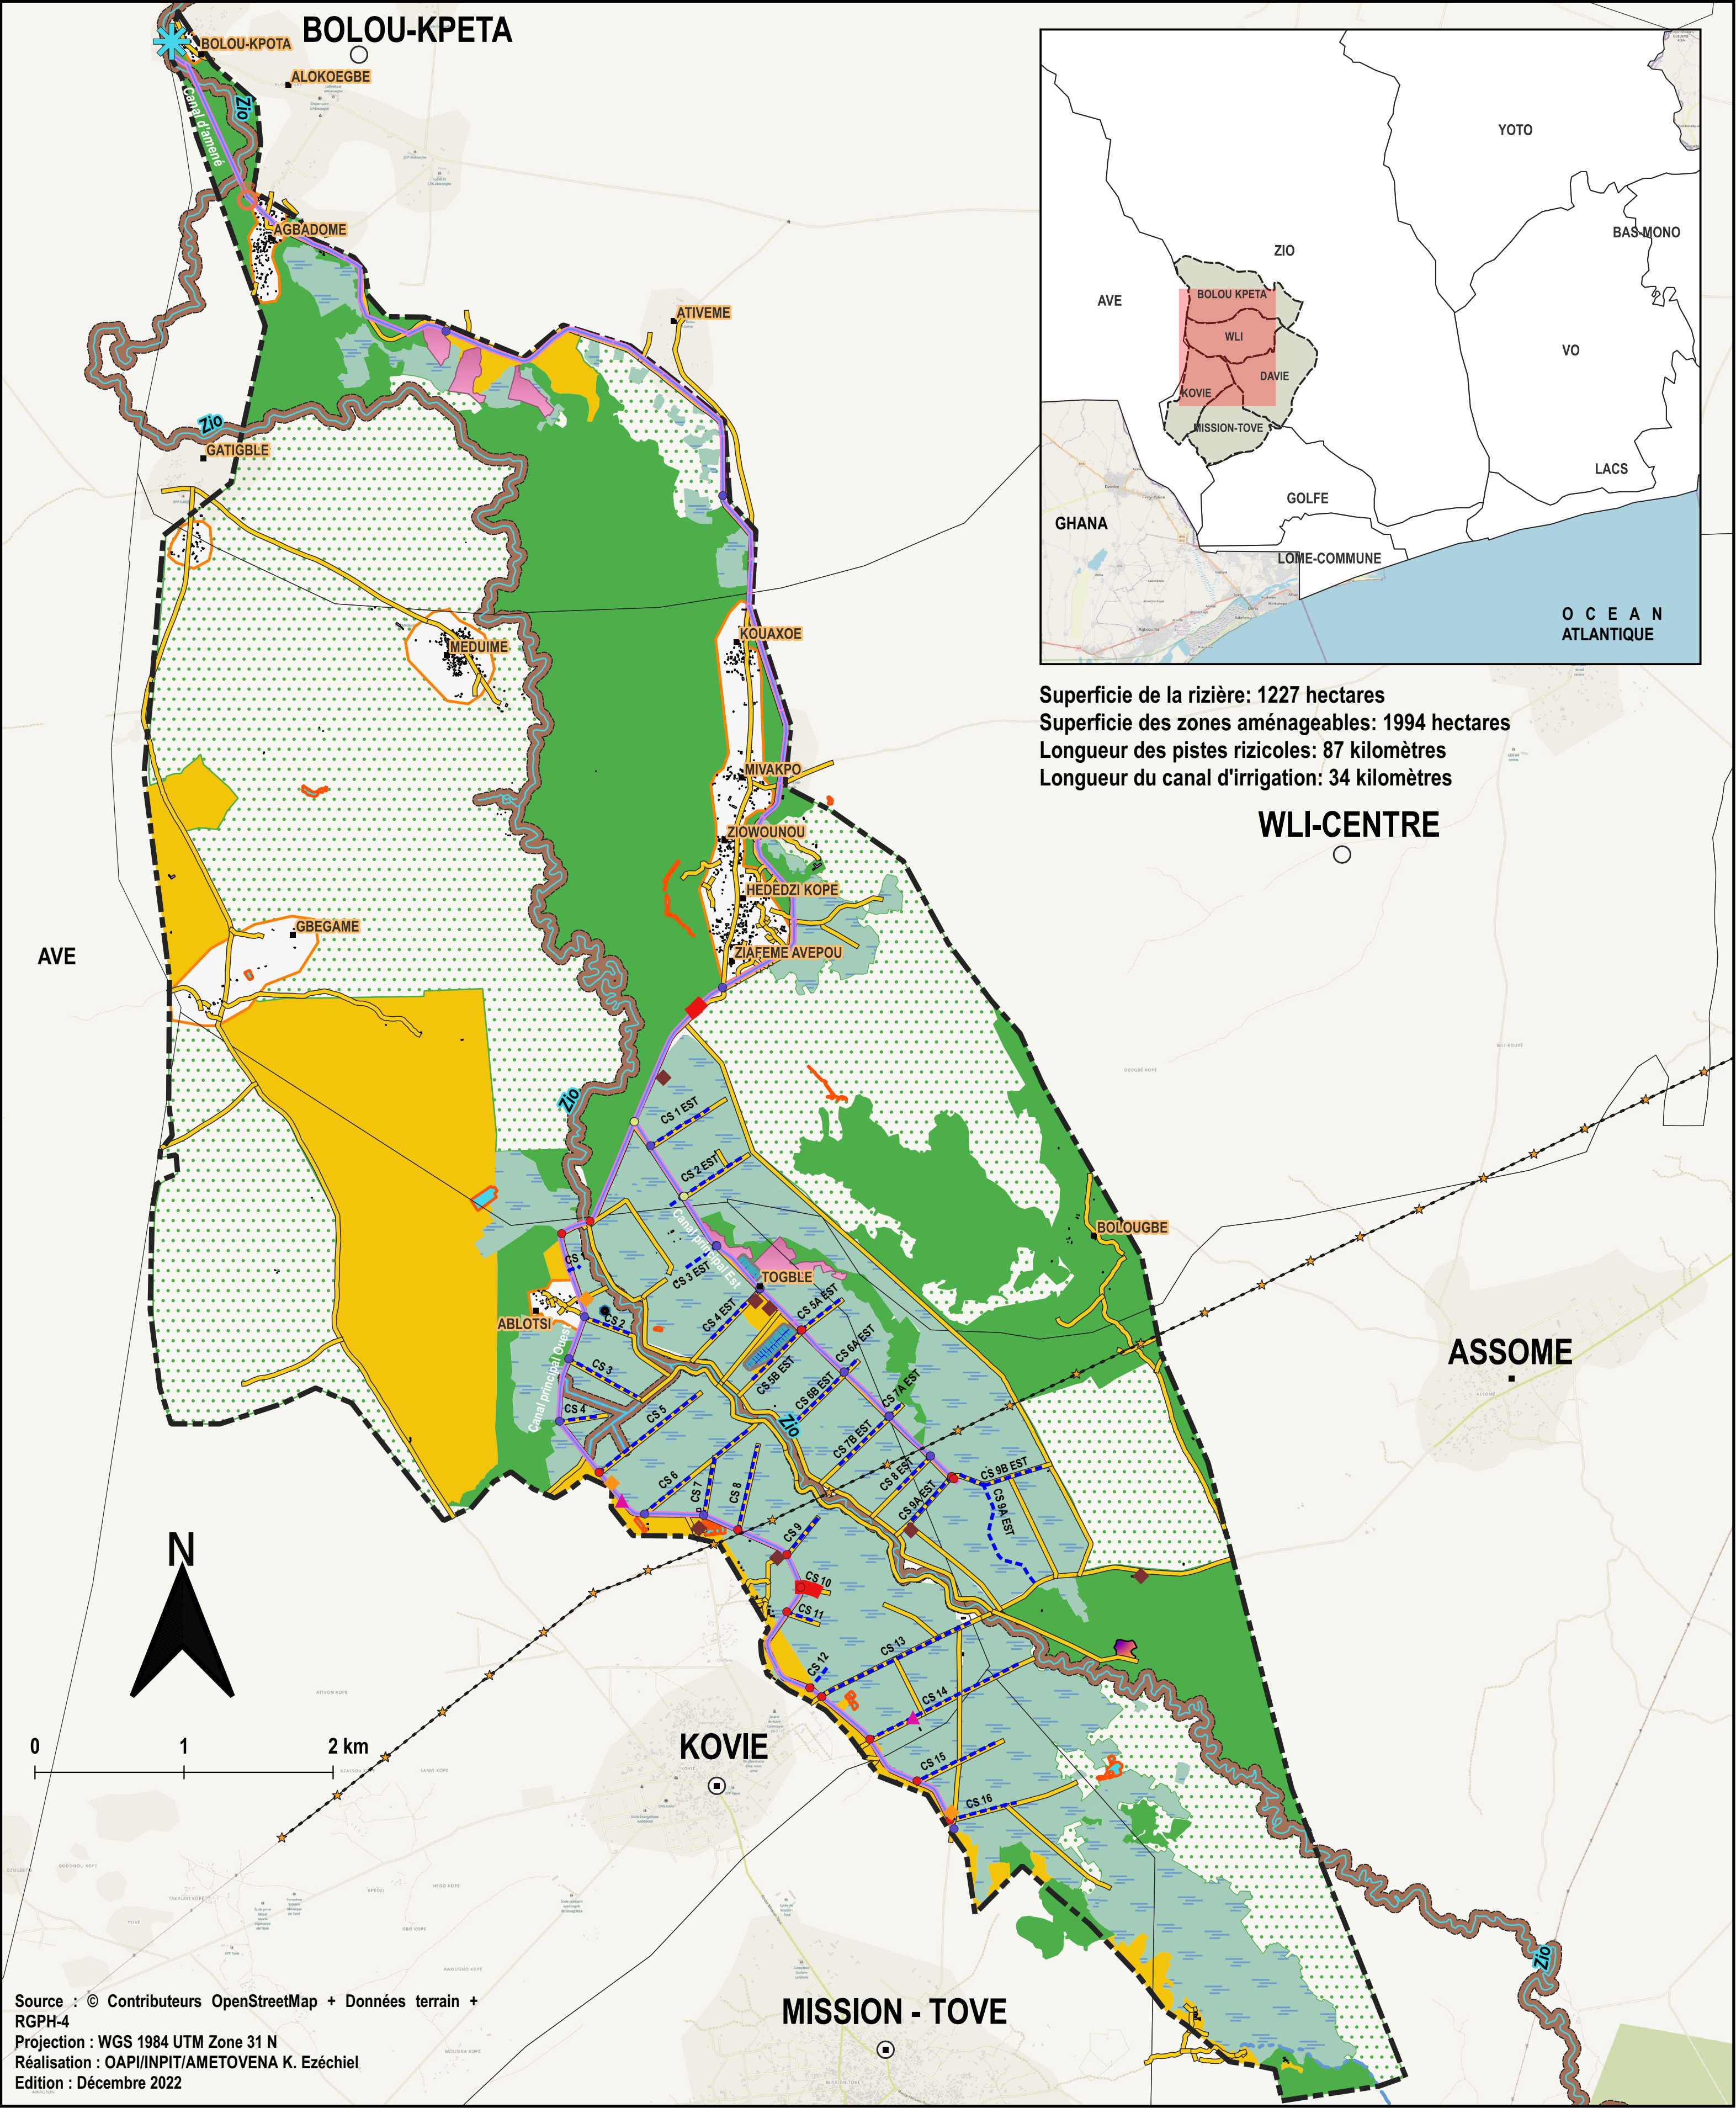 BOLOU-KPETA
BOLOU-KPOTA
ALOKOEGBE
Zio
Canal d'amené
AGBADOME
ATIVEME
Zio
GATIGBLE
MEDUIME
KOUAXOE
MIVAKPO
ZIOWOUNOU
HEDEDZI KOPE
ZIAFEME AVEPOU
GBEGAME
AVE
YOTO
BAS-MONO
ZIO
AVE
BOLOU KPETA
WLI
VO
DAVIE
KOVIE
MISSION-TOVE
LACS
GOLFE
GHANA
LOME-COMMUNE
O C E A N
ATLANTIQUE
Superficie de la rizière: 1227 hectares
Superficie des zones aménageables: 1994 hectares
Longueur des pistes rizicoles: 87 kilomètres
Longueur du canal d'irrigation: 34 kilomètres
WLI-CENTRE
Zio
CS 1 EST
CS 2 EST
Canal principal Est
CS 3 EST
CS 4 EST
TOGBLE
CS 5A EST
CS 5B EST
CS 6A EST
CS 6B EST
CS 7A EST
CS 7B EST
CS 8 EST
CS 9A EST
CS 9B EST
CS 9A EST
BOLOUGBE
ASSOME
CS 1
ABLOTSI
CS 2
Canal principal Ouest
CS 3
CS 4
CS 5
Zio
CS 6
CS 7
CS 8
CS 9
CS 10
CS 11
CS 12
CS 13
CS 14
CS 15
CS 16
N
0 1 2 km
KOVIE
MISSION - TOVE
Zio
Source : © Contributeurs OpenStreetMap + Données terrain +
RGPH-4
Projection : WGS 1984 UTM Zone 31 N
Réalisation : OAPI/INPIT/AMETOVENA K. Ezéchiel
Edition : Décembre 2022